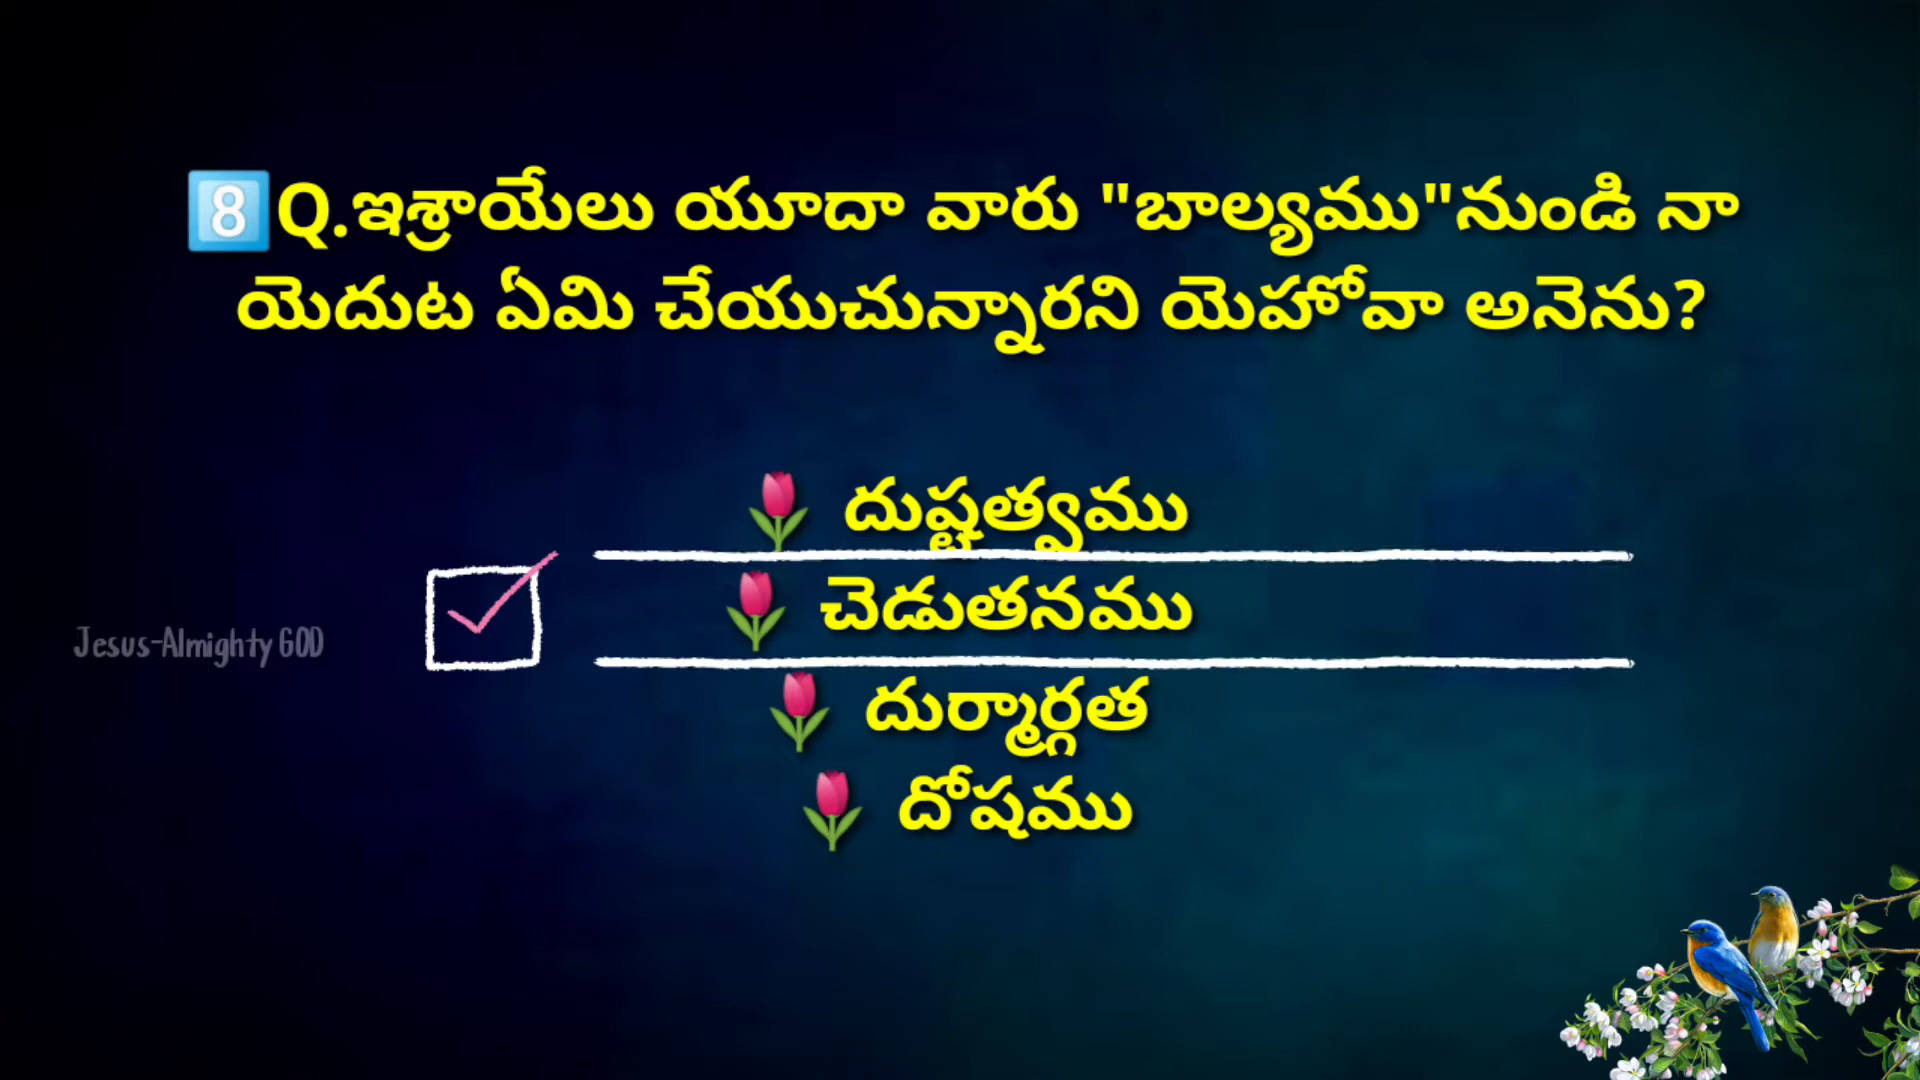 8️⃣Q.ఇశ్రాయేలు యూదా వారు "బాల్యము"నుండి నా
యెదుట ఏమి చేయుచున్నారని యెహోవా అనెను?
🌷 దుష్టత్వము
🌷 చెడుతనము
🌷 దుర్మార్గత
🌷 దోషము
Jesus-Almighty GOD